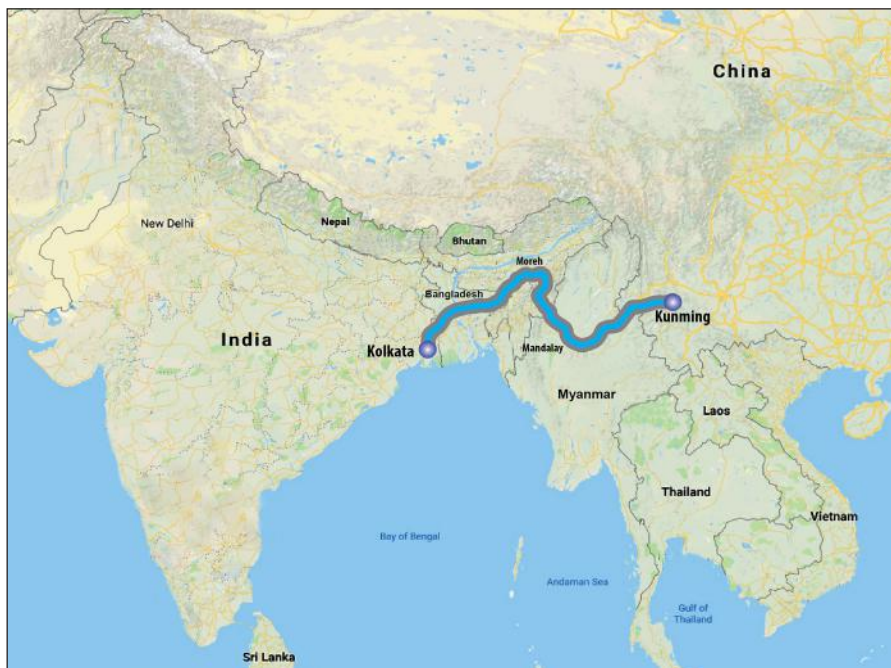 China
New Delhi
Nepal
Bhutan
Moreh
Bangladesh
Kunming
India
Kolkata
Mandalay
Myanmar
Laos
Thailand
Vietnam
Bay of Bengal
Andaman Sea
Gulf of
Thailand
Sri Lanka